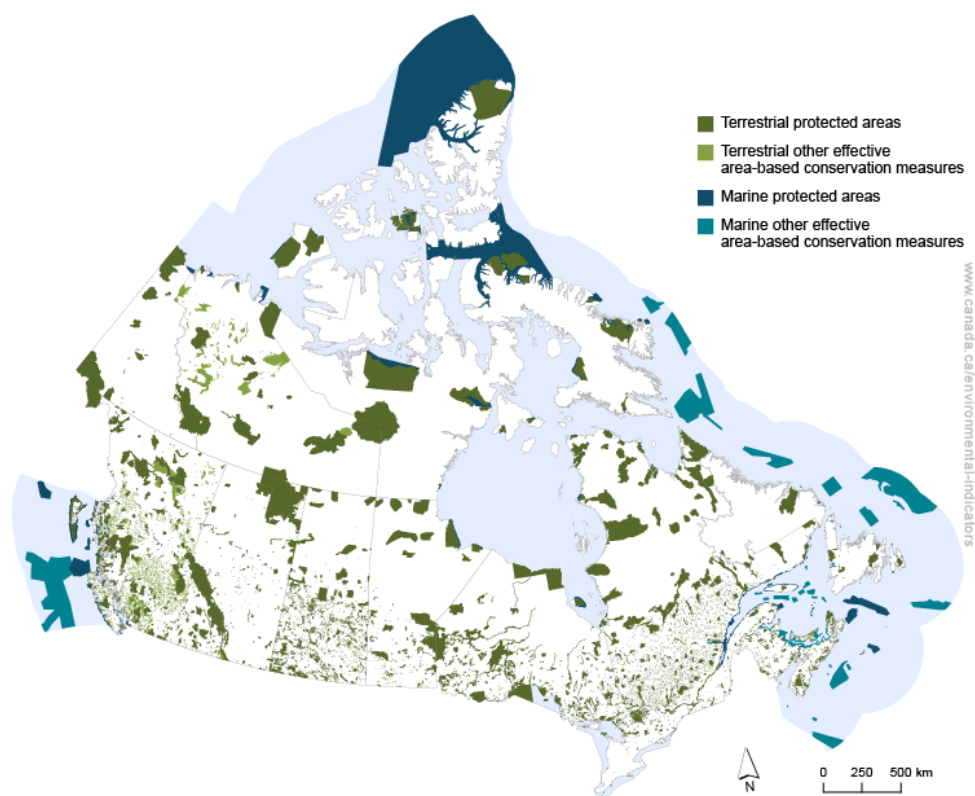 Terrestrial protected areas
Terrestrial other effective
area-based conservation measures
Marine protected areas
Marine other effective
area-based conservation measures
www.canada.ca/environmental-indicators
N
0 250 500 km